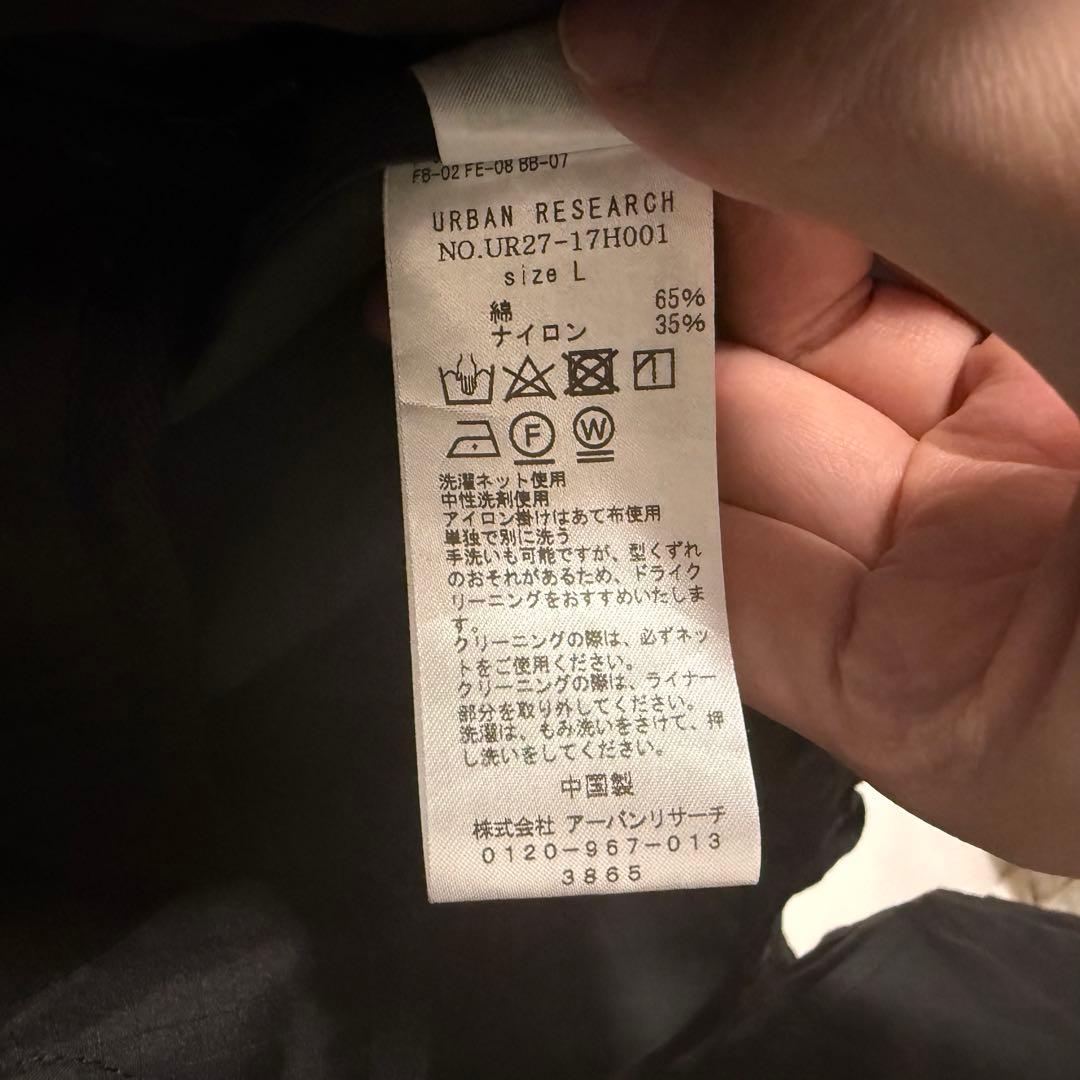 FB-02 FE-08 BB-07
URBAN RESEARCH
NO.UR27-17H001
size L
綿 65%
ナイロン 35%
F W
洗濯ネット使用
中性洗剤使用
アイロン掛けはあて布使用
単独で別に洗う
手洗いも可能ですが、型くずれ
のおそれがあるため、ドライク
リーニングをおすすめいたしま
す。
クリーニングの際は、必ずネッ
トをご使用ください。
クリーニングの際は、ライナー
部分を取り外してください。
洗濯は、もみ洗いをさけて、押
し洗いをしてください。
中国製
株式会社 アーバンリサーチ
0120-967-013
3865